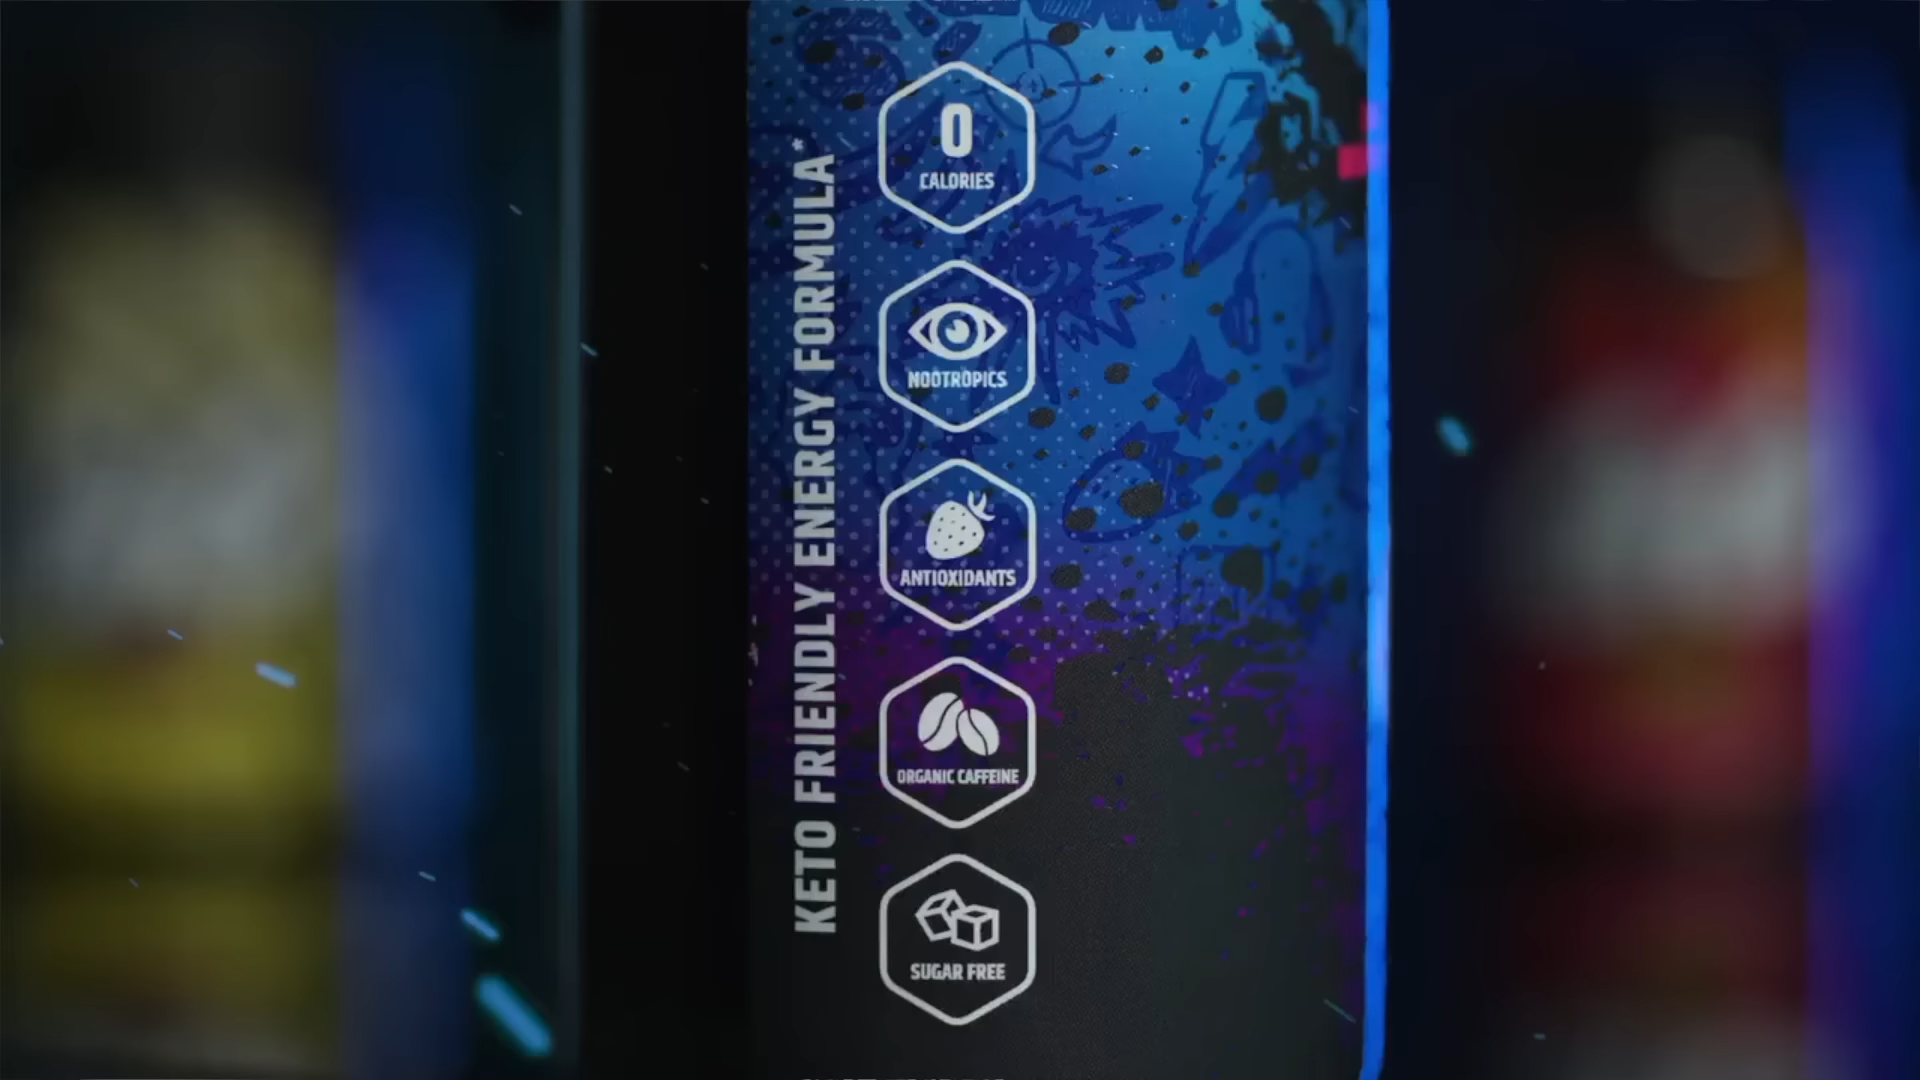 KETO FRIENDLY ENERGY FORMULA*
0
CALORIES
NOOTROPICS
ANTIOXIDANTS
ORGANIC CAFFEINE
SUGAR FREE